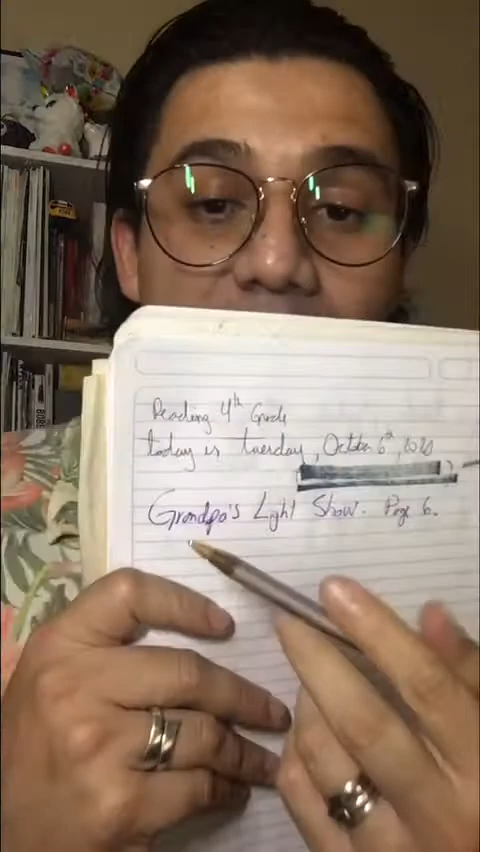 Reading 4th Grade
today is tuesday, October 6th, 2020
Grandpa's Light Show. Page 6.